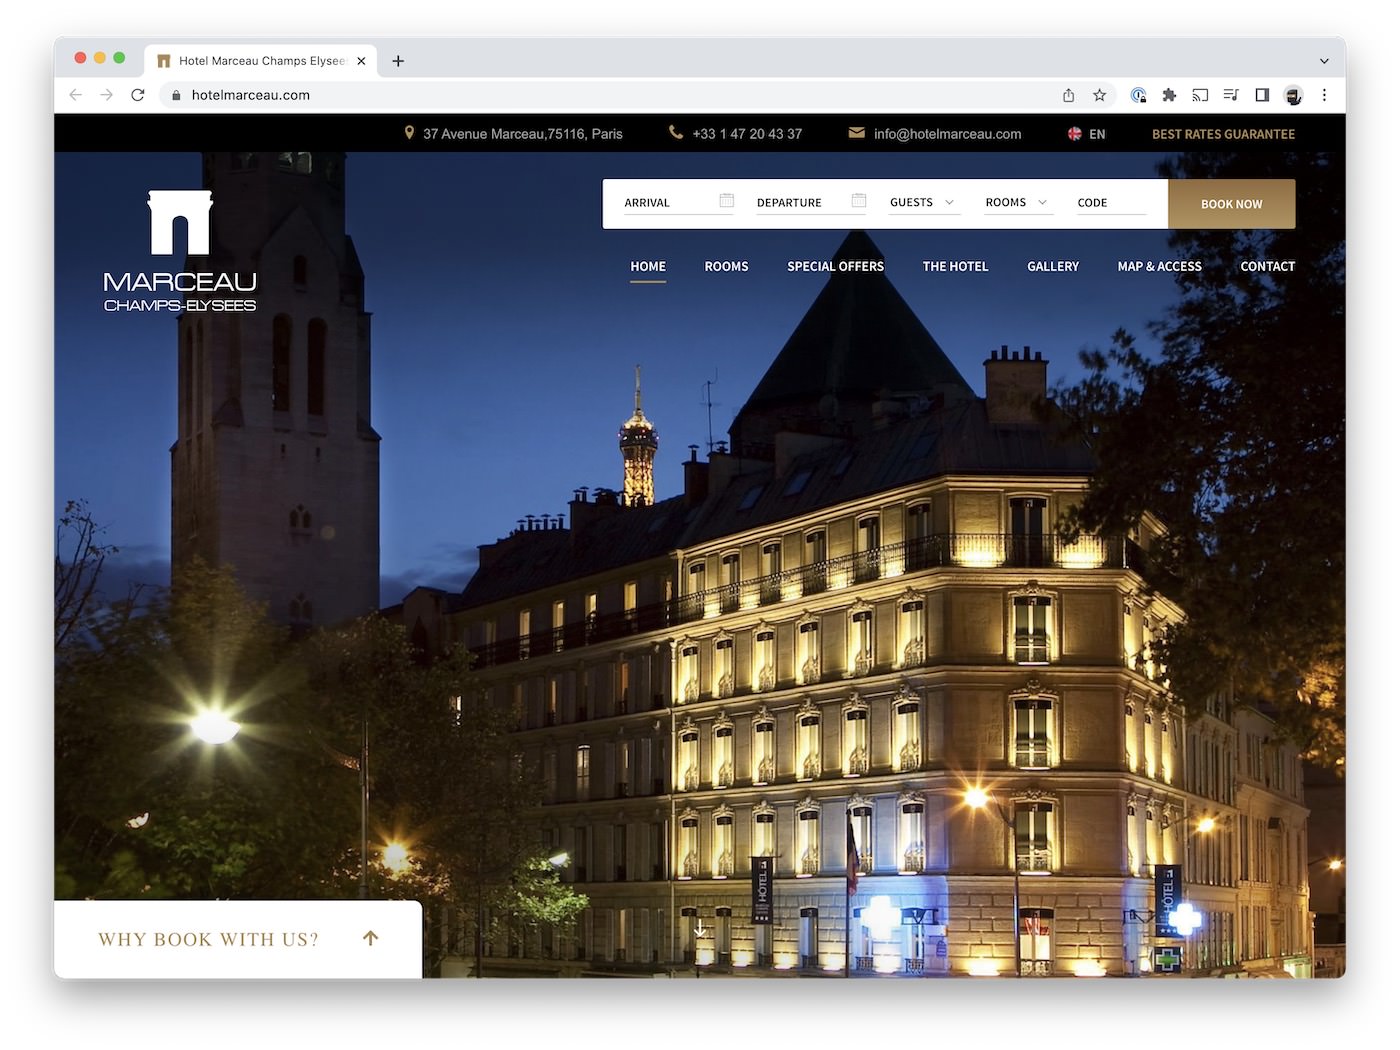 Hotel Marceau Champs Elysee
hotelmarceau.com
37 Avenue Marceau,75116, Paris
+33 1 47 20 43 37
info@hotelmarceau.com
EN
BEST RATES GUARANTEE
ARRIVAL
DEPARTURE
GUESTS
ROOMS
CODE
BOOK NOW
MARCEAU
CHAMPS-ELYSEES
HOME
ROOMS
SPECIAL OFFERS
THE HOTEL
GALLERY
MAP & ACCESS
CONTACT
HÔTEL
HÔTEL
WHY BOOK WITH US?